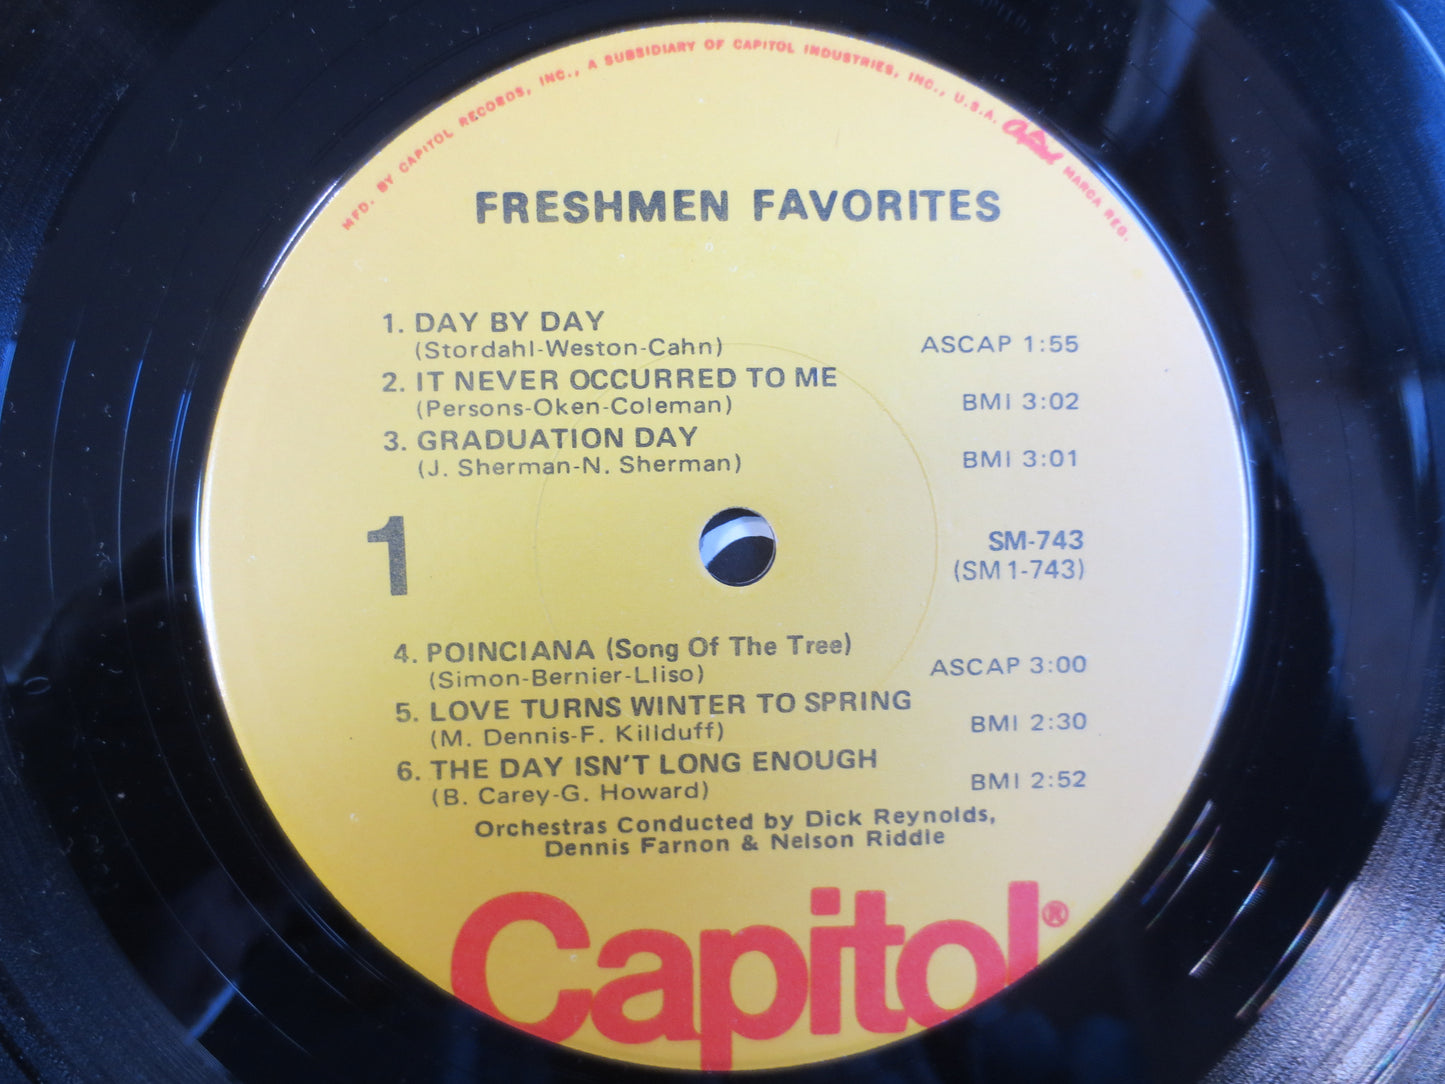 MFD. BY CAPITOL RECORDS, INC., A SUBSIDIARY OF CAPITOL INDUSTRIES, INC., U.S.A. Capitol MARCA REG.
FRESHMEN FAVORITES
1. DAY BY DAY
(Stordahl-Weston-Cahn) ASCAP 1:55
2. IT NEVER OCCURRED TO ME
(Persons-Oken-Coleman) BMI 3:02
3. GRADUATION DAY
(J. Sherman-N. Sherman) BMI 3:01
1
SM-743
(SM 1-743)
4. POINCIANA (Song Of The Tree)
(Simon-Bernier-Lliso) ASCAP 3:00
5. LOVE TURNS WINTER TO SPRING
(M. Dennis-F. Killduff) BMI 2:30
6. THE DAY ISN'T LONG ENOUGH
(B. Carey-G. Howard) BMI 2:52
Orchestras Conducted by Dick Reynolds,
Dennis Farnon & Nelson Riddle
Capitol®